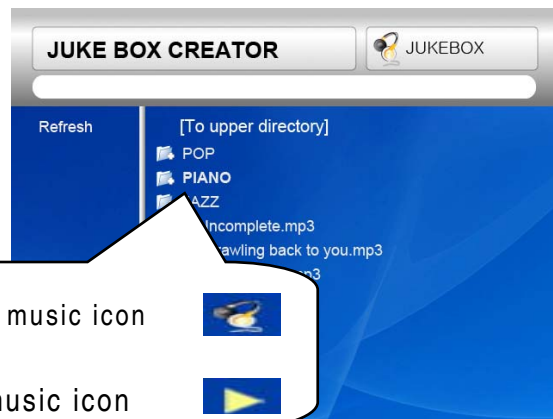 JUKE BOX CREATOR
JUKEBOX
Refresh
[To upper directory]
POP
PIANO
AZZ
Incomplete.mp3
rawling back to you.mp3
music icon
usic icon